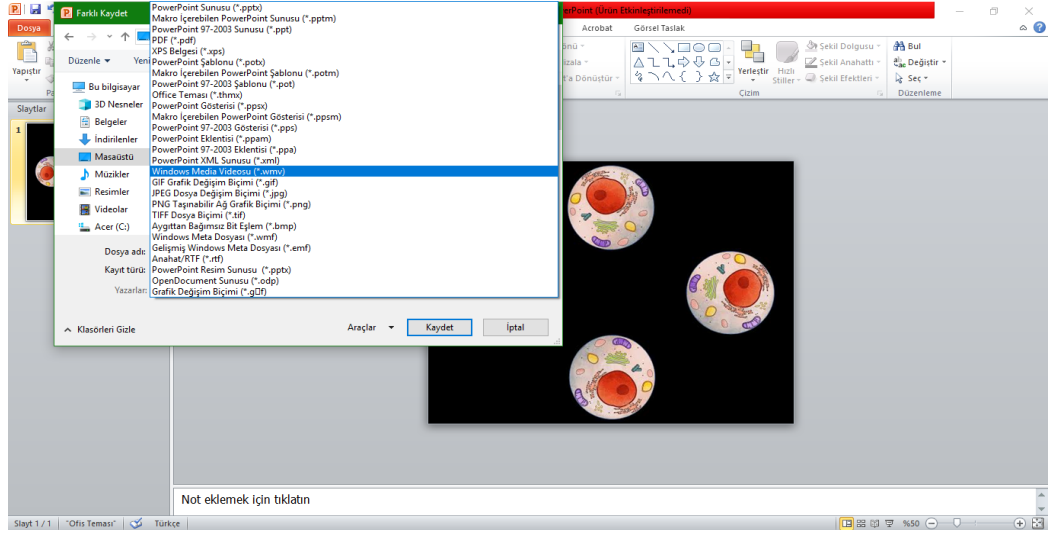 Farklı Kaydet
erPoint (Ürün Etkinleştirilemedi)
Dosya
Acrobat
Görsel Taslak
Yapıştır
Düzenle
Yeni
Bu bilgisayar
3D Nesneler
Belgeler
İndirilenler
Masaüstü
Müzikler
Resimler
Videolar
Acer (C:)
Dosya adı:
Kayıt türü:
Yazarlar:
PowerPoint Sunusu (*.pptx)
Makro İçerebilen PowerPoint Sunusu (*.pptm)
PowerPoint 97-2003 Sunusu (*.ppt)
PDF (*.pdf)
XPS Belgesi (*.xps)
PowerPoint Şablonu (*.potx)
Makro İçerebilen PowerPoint Şablonu (*.potm)
PowerPoint 97-2003 Şablonu (*.pot)
Office Teması (*.thmx)
PowerPoint Gösterisi (*.ppsx)
Makro İçerebilen PowerPoint Gösterisi (*.ppsm)
PowerPoint 97-2003 Gösterisi (*.pps)
PowerPoint Eklentisi (*.ppam)
PowerPoint 97-2003 Eklentisi (*.ppa)
PowerPoint XML Sunusu (*.xml)
Windows Media Videosu (*.wmv)
GIF Grafik Değişim Biçimi (*.gif)
JPEG Dosya Değişim Biçimi (*.jpg)
PNG Taşınabilir Ağ Grafik Biçimi (*.png)
TIFF Dosya Biçimi (*.tif)
Aygıttan Bağımsız Bit Eşlem (*.bmp)
Windows Meta Dosyası (*.wmf)
Gelişmiş Windows Meta Dosyası (*.emf)
Anahat/RTF (*.rtf)
PowerPoint Resim Sunusu (*.pptx)
OpenDocument Sunusu (*.odp)
Grafik Değişim Biçimi (*.g□f)
Klasörleri Gizle
Araçlar
Kaydet
İptal
önü
izala
t'a Dönüştür
Yerleştir
Hızlı
Stiller
Şekil Dolgusu
Şekil Anahattı
Şekil Efektleri
Çizim
Bul
Değiştir
Seç
Düzenleme
Slaytlar
1
Not eklemek için tıklatın
Slayt 1 / 1
"Ofis Teması"
Türkçe
%50